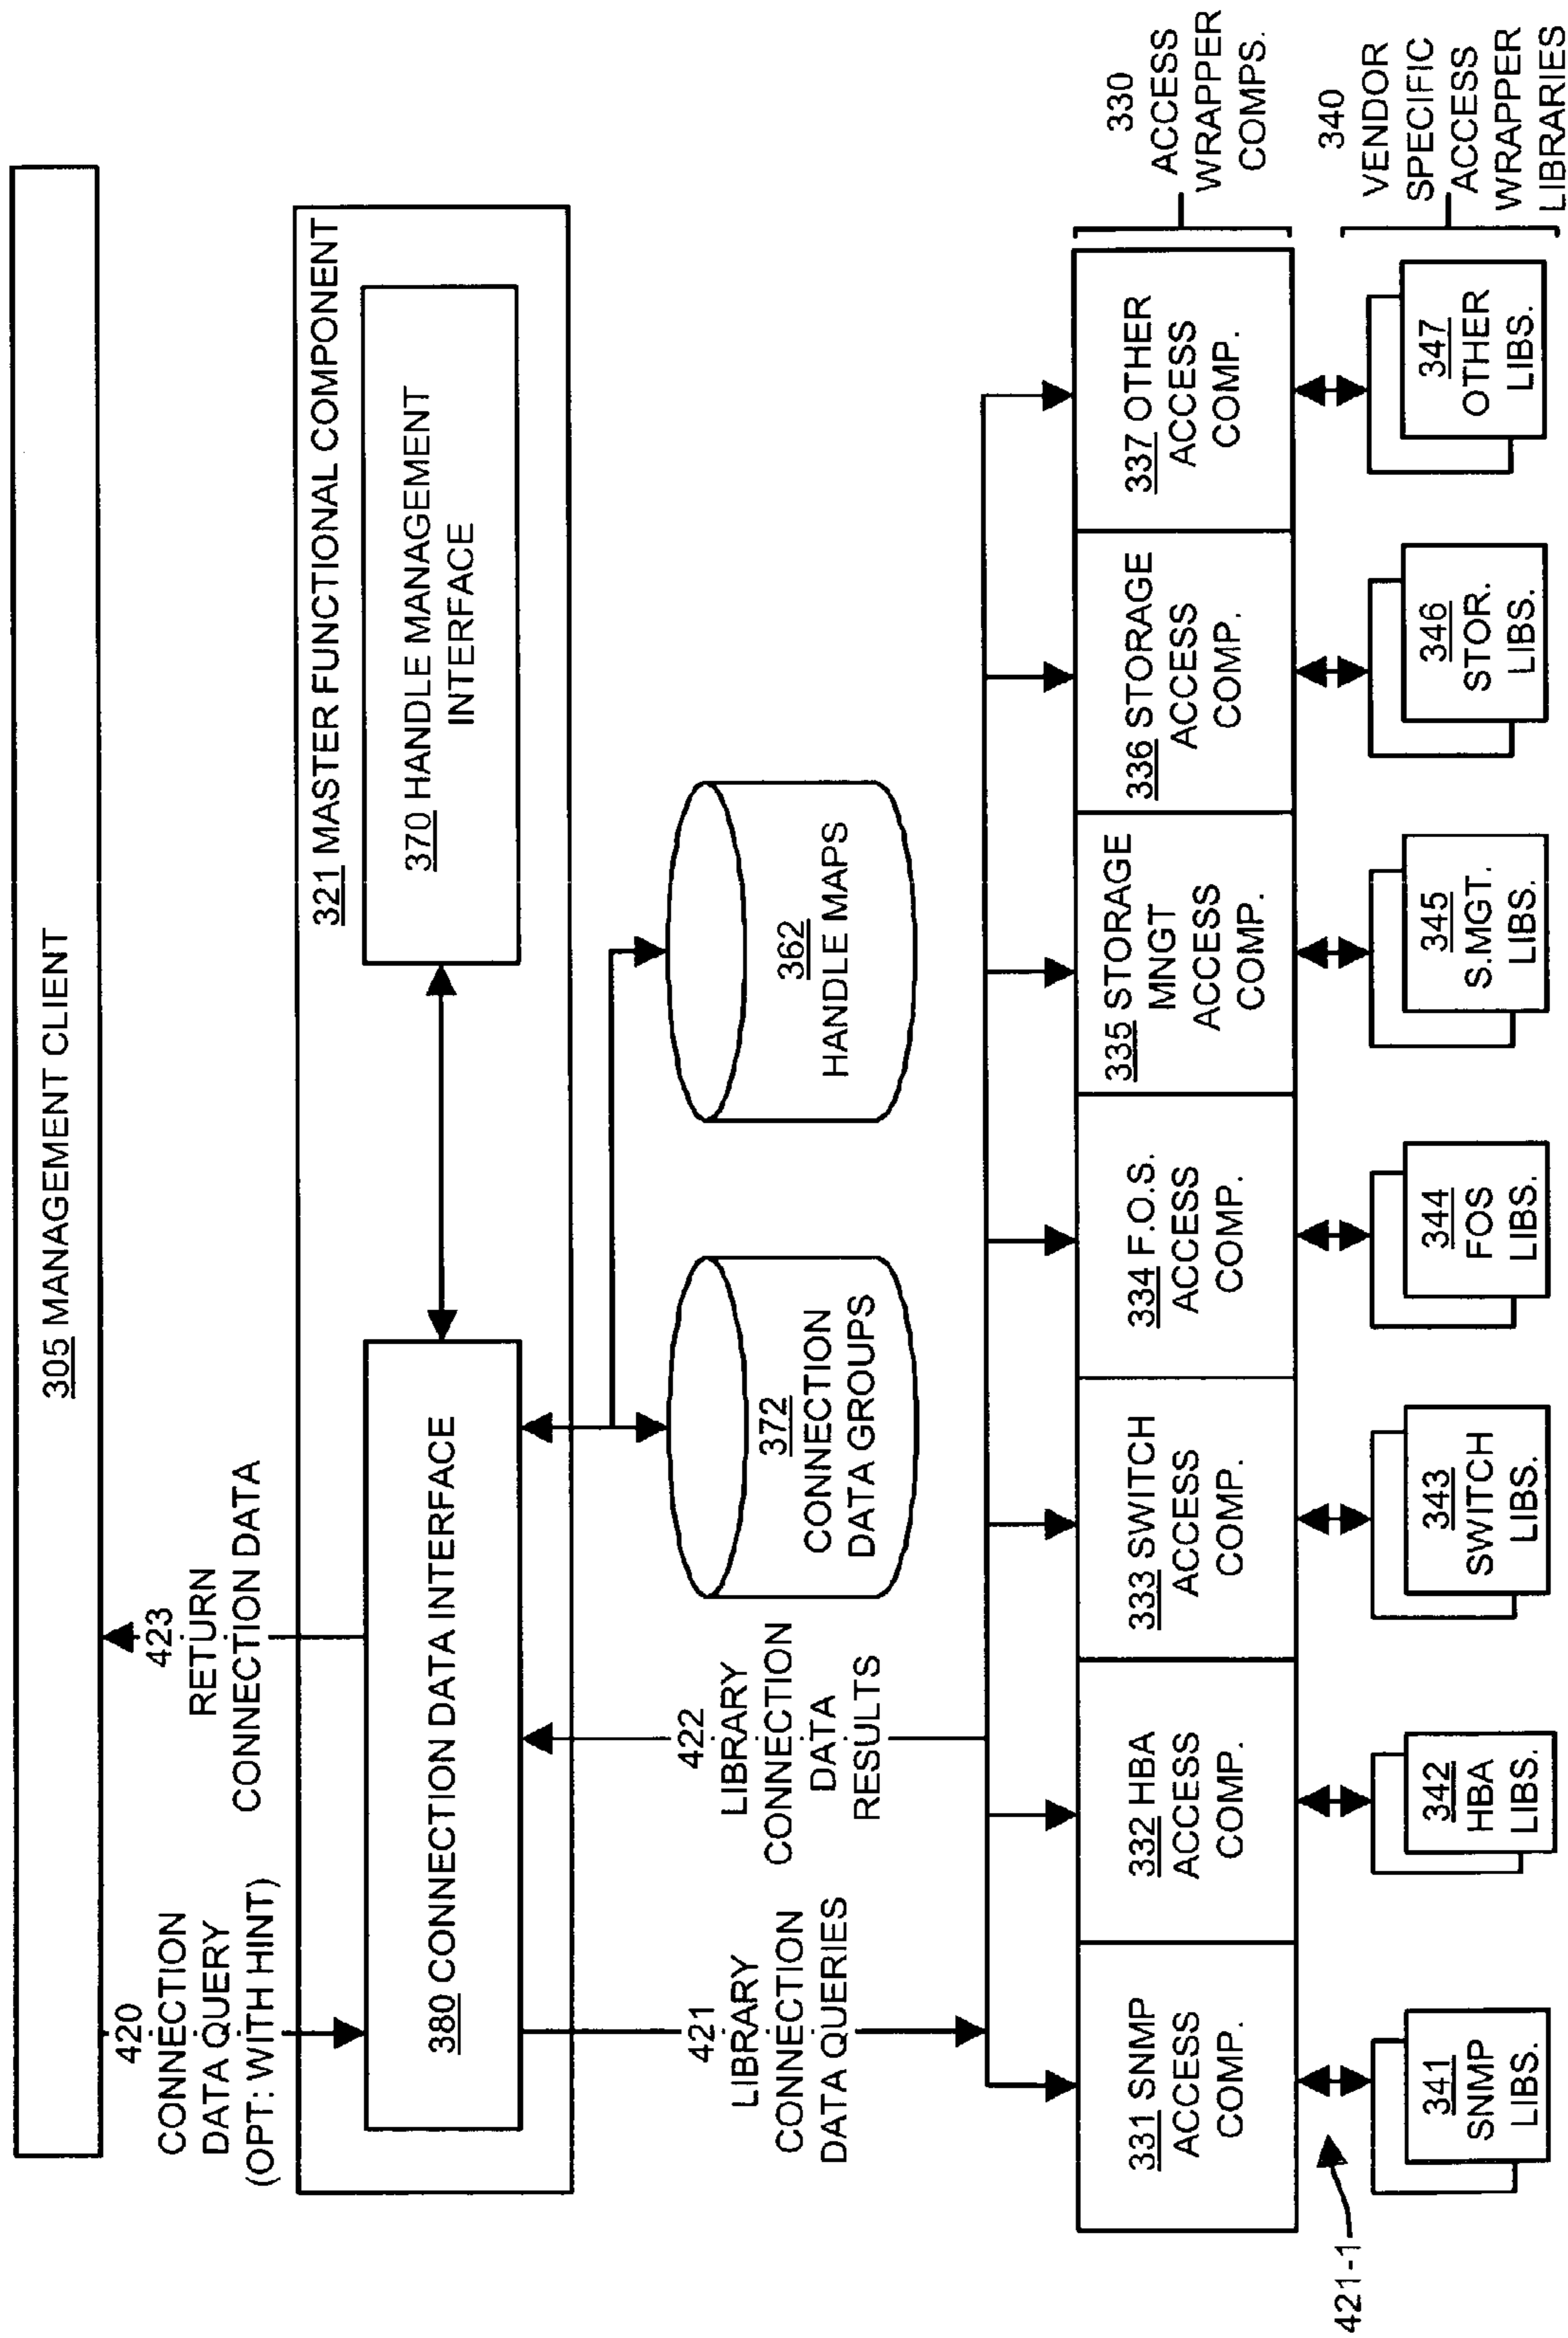 305 MANAGEMENT CLIENT
420
CONNECTION
DATA QUERY
(OPT: WITH HINT)
423
RETURN
CONNECTION DATA
321 MASTER FUNCTIONAL COMPONENT
380 CONNECTION DATA INTERFACE
370 HANDLE MANAGEMENT
INTERFACE
421
LIBRARY
CONNECTION
DATA QUERIES
422
LIBRARY
CONNECTION
DATA
RESULTS
372
CONNECTION
DATA GROUPS
362
HANDLE MAPS
331 SNMP
ACCESS
COMP.
332 HBA
ACCESS
COMP.
333 SWITCH
ACCESS
COMP.
334 F.O.S.
ACCESS
COMP.
335 STORAGE
MNGT
ACCESS
COMP.
336 STORAGE
ACCESS
COMP.
337 OTHER
ACCESS
COMP.
330
ACCESS
WRAPPER
COMPS.
421-1
341
SNMP
LIBS.
342
HBA
LIBS.
343
SWITCH
LIBS.
344
FOS
LIBS.
345
S.MGT.
LIBS.
346
STOR.
LIBS.
347
OTHER
LIBS.
340
VENDOR
SPECIFIC
ACCESS
WRAPPER
LIBRARIES